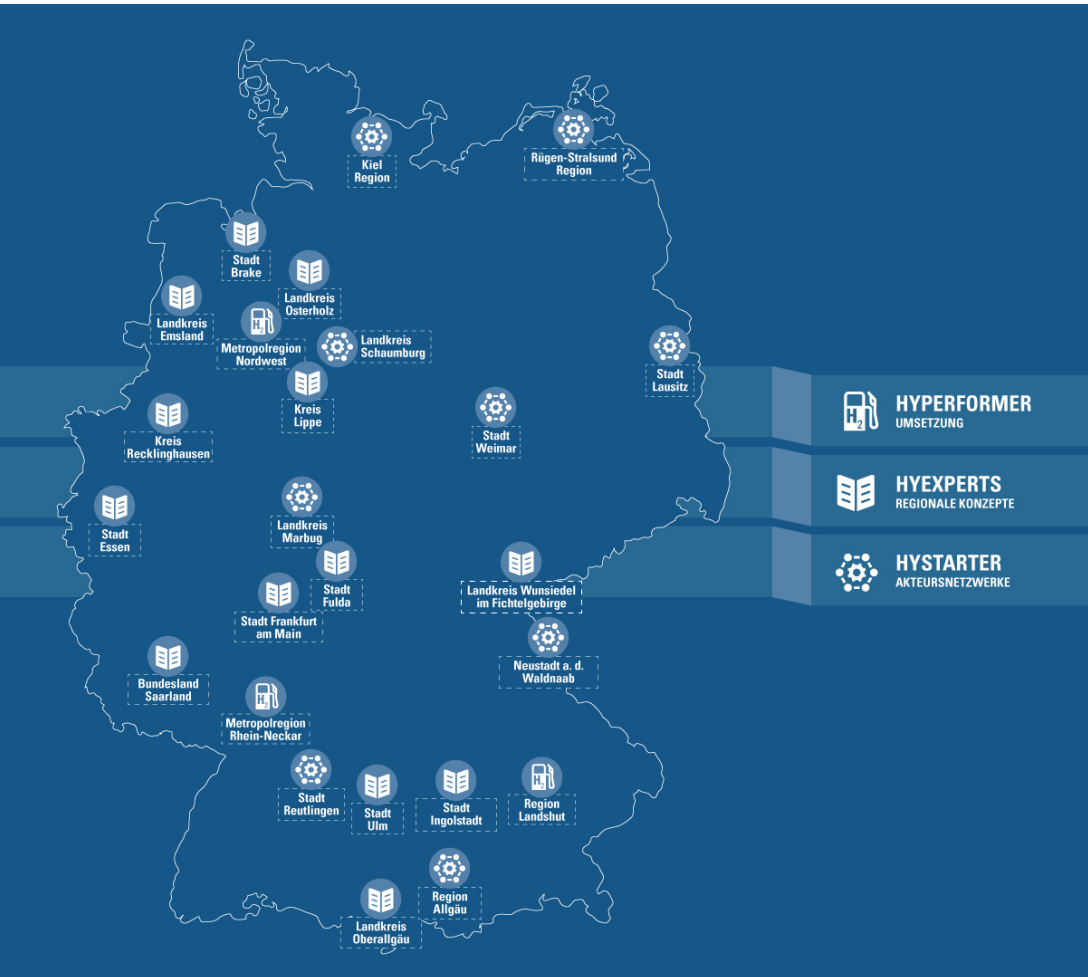 Kiel
Region
Rügen-Stralsund
Region
Stadt
Brake
Landkreis
Osterholz
Landkreis
Emsland
Metropolregion
Nordwest
Landkreis
Schaumburg
Stadt
Lausitz
Kreis
Lippe
Kreis
Recklinghausen
Stadt
Weimar
Stadt
Essen
Landkreis
Marbug
Stadt
Fulda
Landkreis Wunsiedel
im Fichtelgebirge
Stadt Frankfurt
am Main
Neustadt a. d.
Waldnaab
Bundesland
Saarland
Metropolregion
Rhein-Neckar
Stadt
Reutlingen
Stadt
Ulm
Stadt
Ingolstadt
Region
Landshut
Region
Allgäu
Landkreis
Oberallgäu
H2
HYPERFORMER
UMSETZUNG
HYEXPERTS
REGIONALE KONZEPTE
HYSTARTER
AKTEURSNETZWERKE